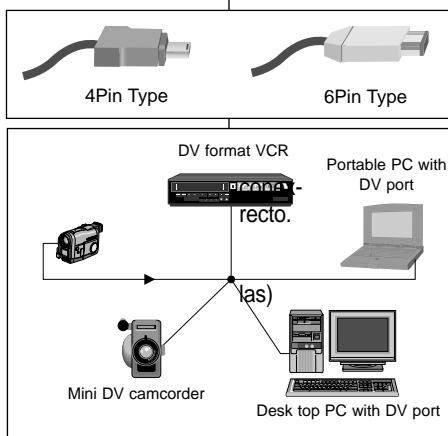 4Pin Type
6Pin Type
DV format VCR
Portable PC with
DV port
recto.
las)
Mini DV camcorder
Desk top PC with DV port